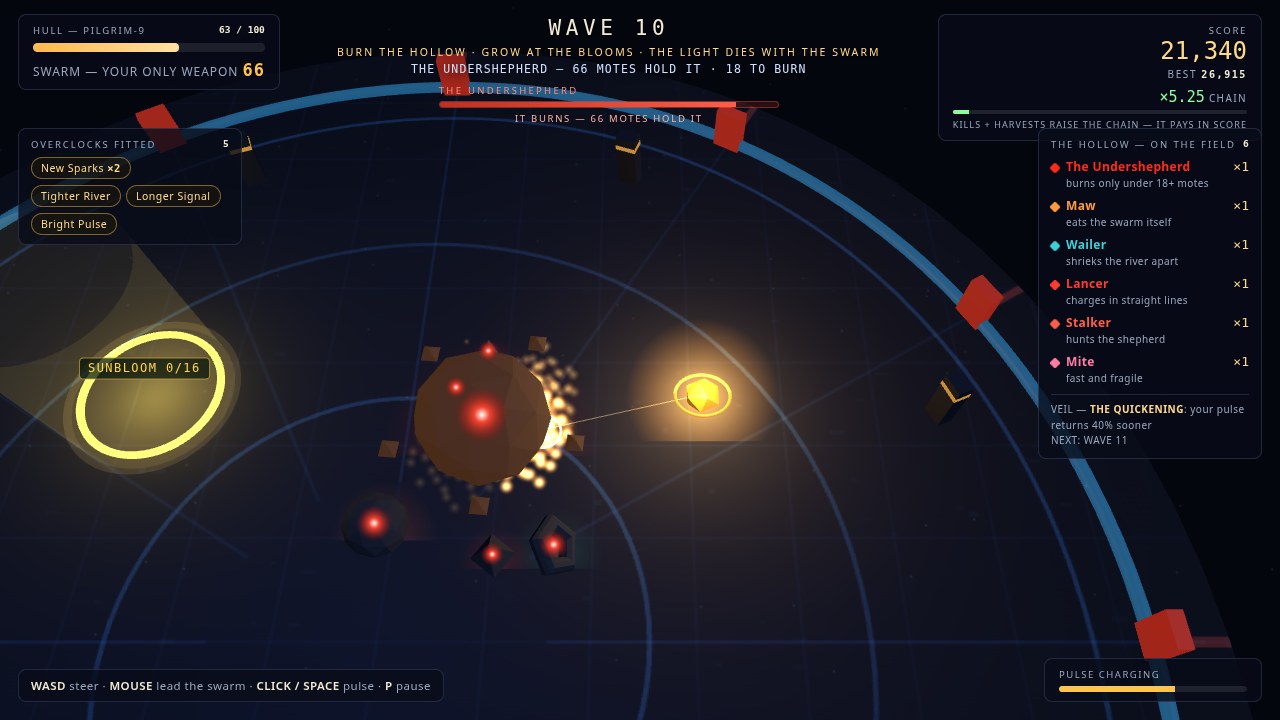 HULL — PILGRIM-9 63 / 100
SWARM — YOUR ONLY WEAPON 66
WAVE 10
BURN THE HOLLOW · GROW AT THE BLOOMS · THE LIGHT DIES WITH THE SWARM
THE UNDERSHEPHERD — 66 MOTES HOLD IT · 18 TO BURN
THE UNDERSHEPHERD
IT BURNS — 66 MOTES HOLD IT
SCORE
21,340
BEST 26,915
×5.25 CHAIN
KILLS + HARVESTS RAISE THE CHAIN — IT PAYS IN SCORE
OVERCLOCKS FITTED 5
New Sparks ×2
Tighter River Longer Signal
Bright Pulse
THE HOLLOW — ON THE FIELD 6
The Undershepherd ×1
burns only under 18+ motes
Maw ×1
eats the swarm itself
Wailer ×1
shrieks the river apart
Lancer ×1
charges in straight lines
Stalker ×1
hunts the shepherd
Mite ×1
fast and fragile
VEIL — THE QUICKENING: your pulse
returns 40% sooner
NEXT: WAVE 11
SUNBLOOM 0/16
WASD steer · MOUSE lead the swarm · CLICK / SPACE pulse · P pause
PULSE CHARGING